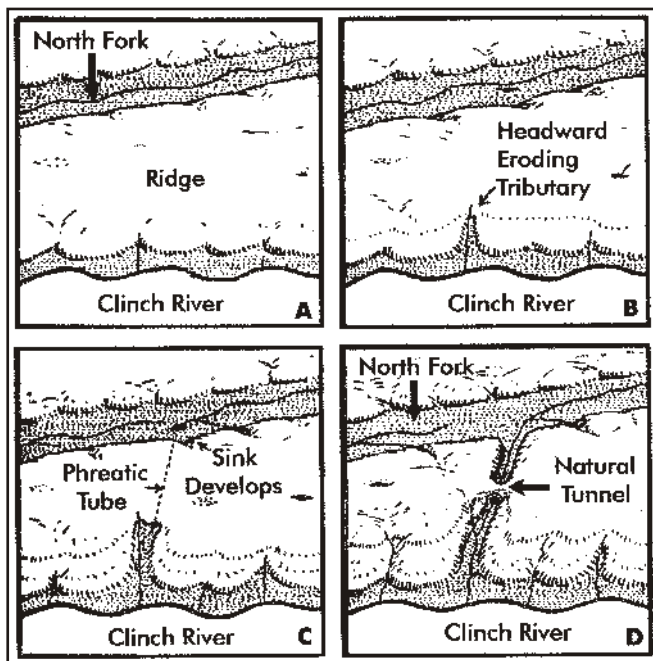 North Fork
Ridge
Clinch River
A
Headward
Eroding
Tributary
Clinch River
B
Phreatic
Tube
Sink
Develops
Clinch River
C
North Fork
Natural
Tunnel
Clinch River
D